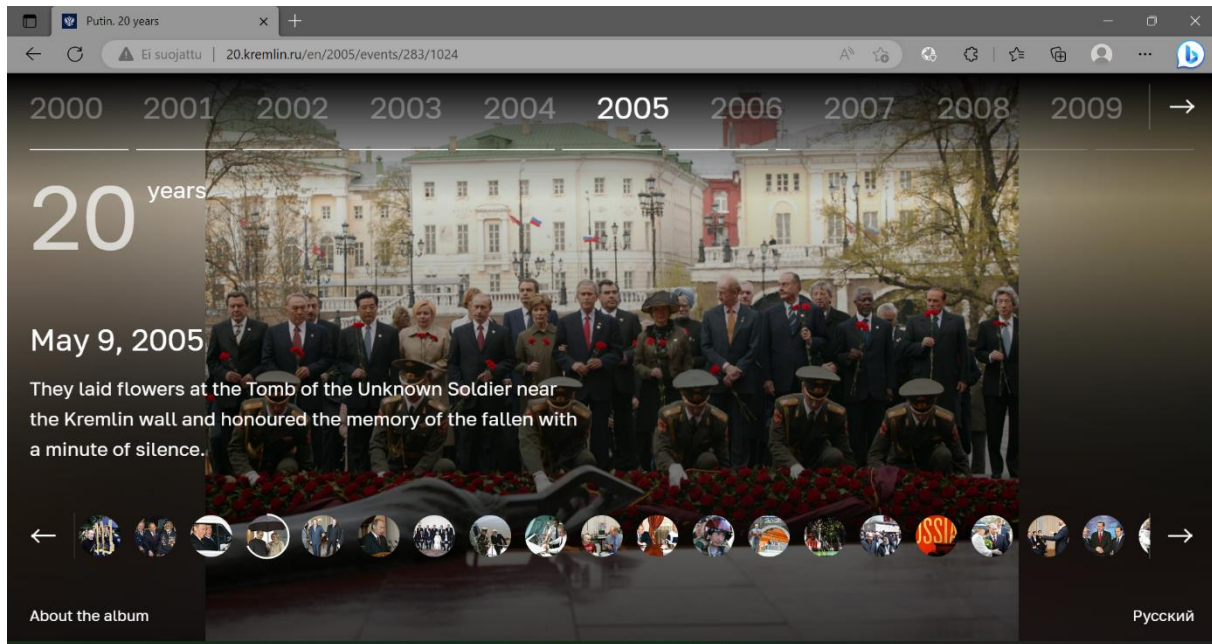 Putin. 20 years
Ei suojattu | 20.kremlin.ru/en/2005/events/283/1024
2000 2001 2002 2003 2004 2005 2006 2007 2008 2009
20 years
May 9, 2005
They laid flowers at the Tomb of the Unknown Soldier near
the Kremlin wall and honoured the memory of the fallen with
a minute of silence.
SSIA
About the album
Русский